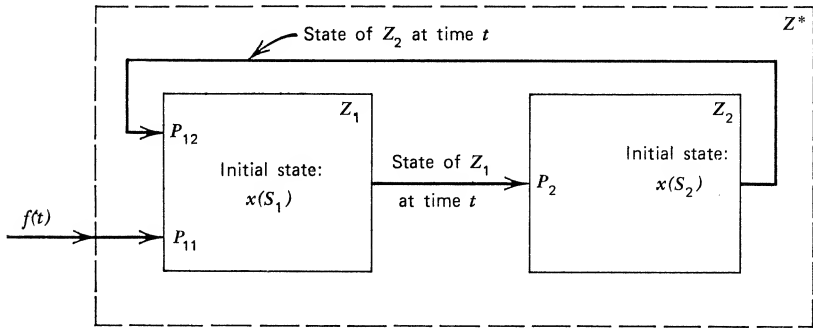 Z*
State of Z₂ at time t
Z₁
Z₂
P₁₂
Initial state:
x(S₁)
State of Z₁
at time t
P₂
Initial state:
x(S₂)
f(t)
P₁₁